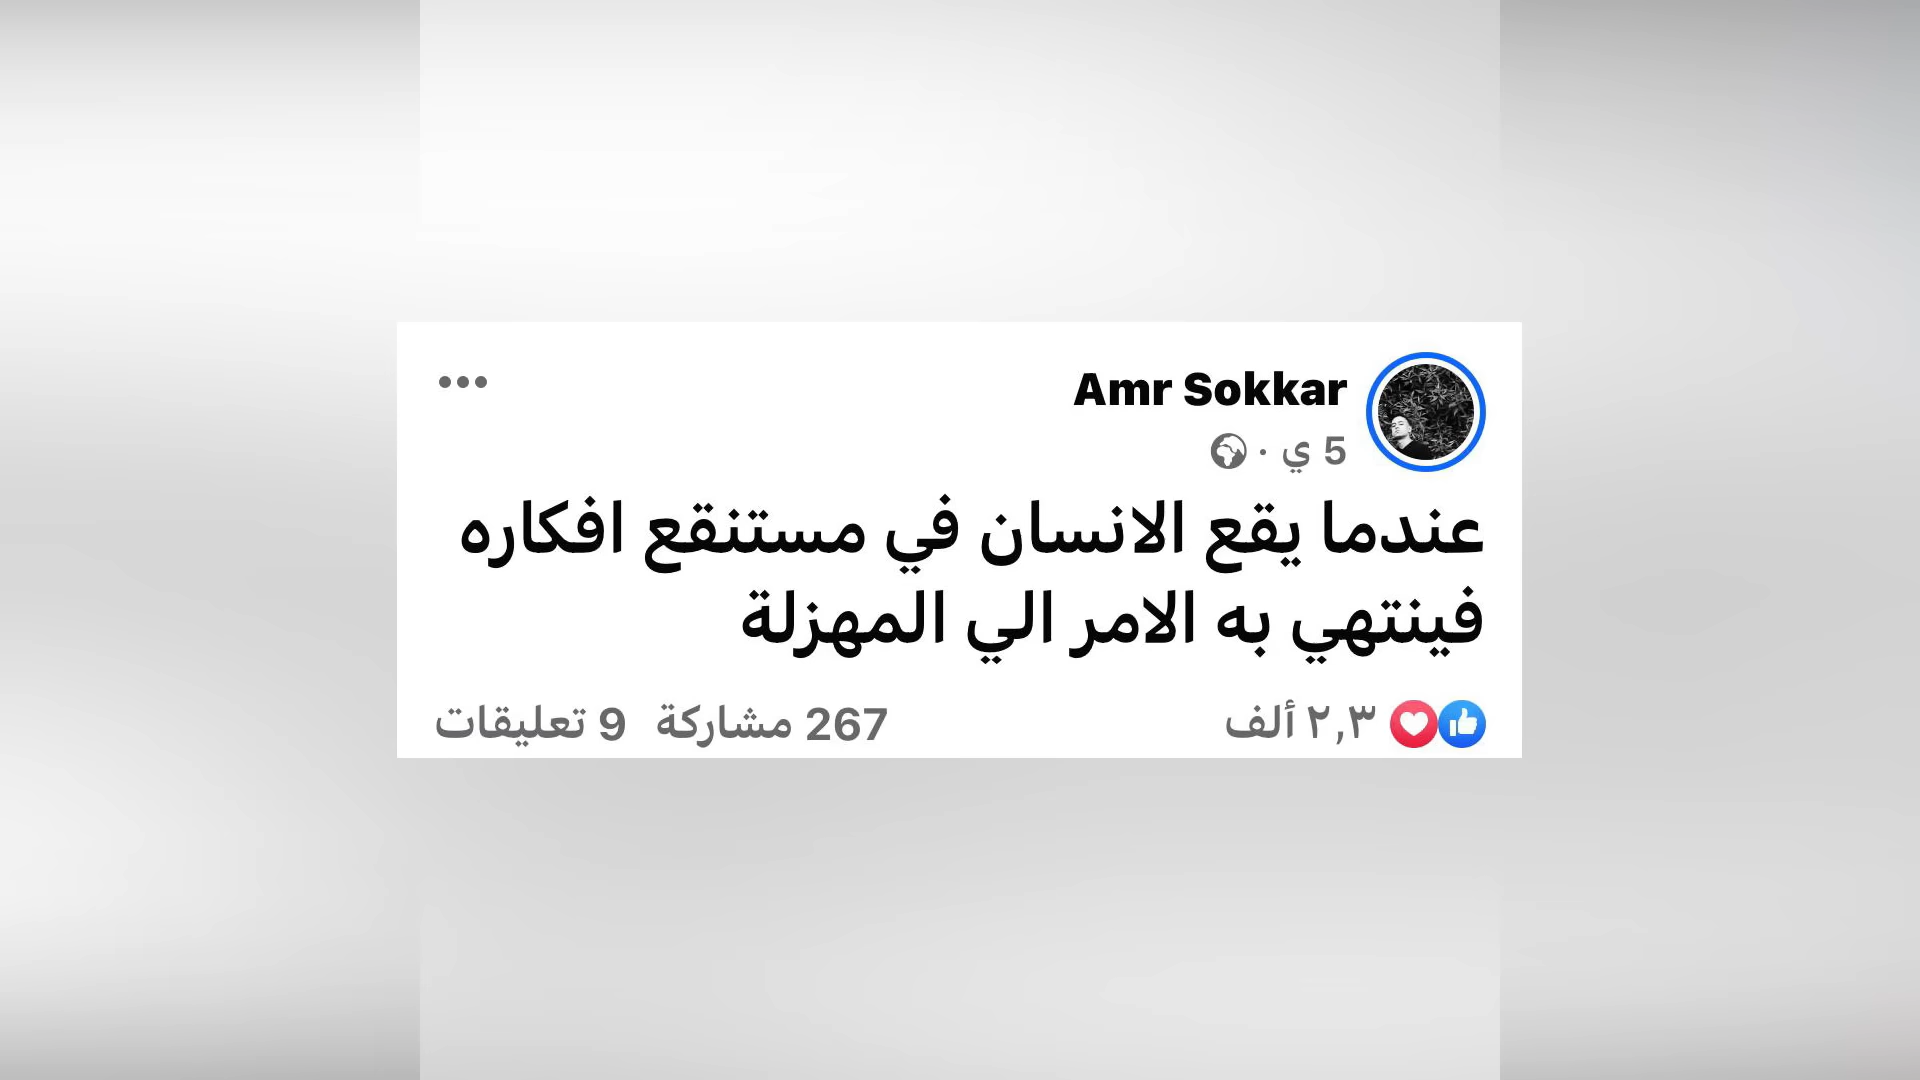 Amr Sokkar
5 ي ·
عندما يقع الانسان في مستنقع افكاره
فينتهي به الامر الي المهزلة
٢,٣ ألف
267 مشاركة 9 تعليقات